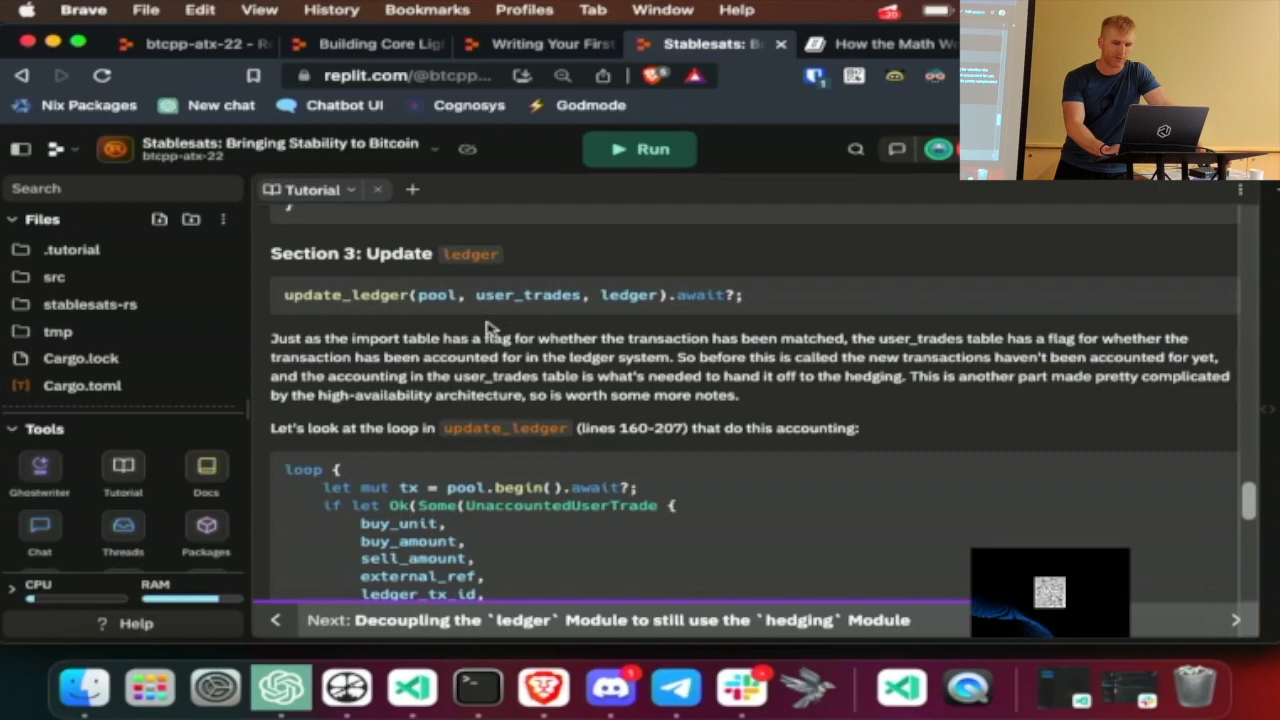 Brave File Edit View History Bookmarks Profiles Tab Window Help
btcpp-atx-22 - R
Building Core Lig
Writing Your First
Stablesats: B
How the Math W
replit.com/@btcpp...
Nix Packages
New chat
Chatbot UI
Cognosys
Godmode
Stablesats: Bringing Stability to Bitcoin
btcpp-atx-22
Run
Search
Tutorial
Files
.tutorial
src
stablesats-rs
tmp
Cargo.lock
Cargo.toml
Tools
Ghostwriter
Tutorial
Docs
Chat
Threads
Packages
CPU
RAM
? Help
}
Section 3: Update ledger
update_ledger(pool, user_trades, ledger).await?;
Just as the import table has a flag for whether the transaction has been matched, the user_trades table has a flag for whether the
transaction has been accounted for in the ledger system. So before this is called the new transactions haven't been accounted for yet,
and the accounting in the user_trades table is what's needed to hand it off to the hedging. This is another part made pretty complicated
by the high-availability architecture, so is worth some more notes.
Let's look at the loop in update_ledger (lines 160-207) that do this accounting:
loop {
let mut tx = pool.begin().await?;
if let Ok(Some(UnaccountedUserTrade {
buy_unit,
buy_amount,
sell_amount,
external_ref,
ledger_tx_id,
Next: Decoupling the `ledger` Module to still use the `hedging` Module